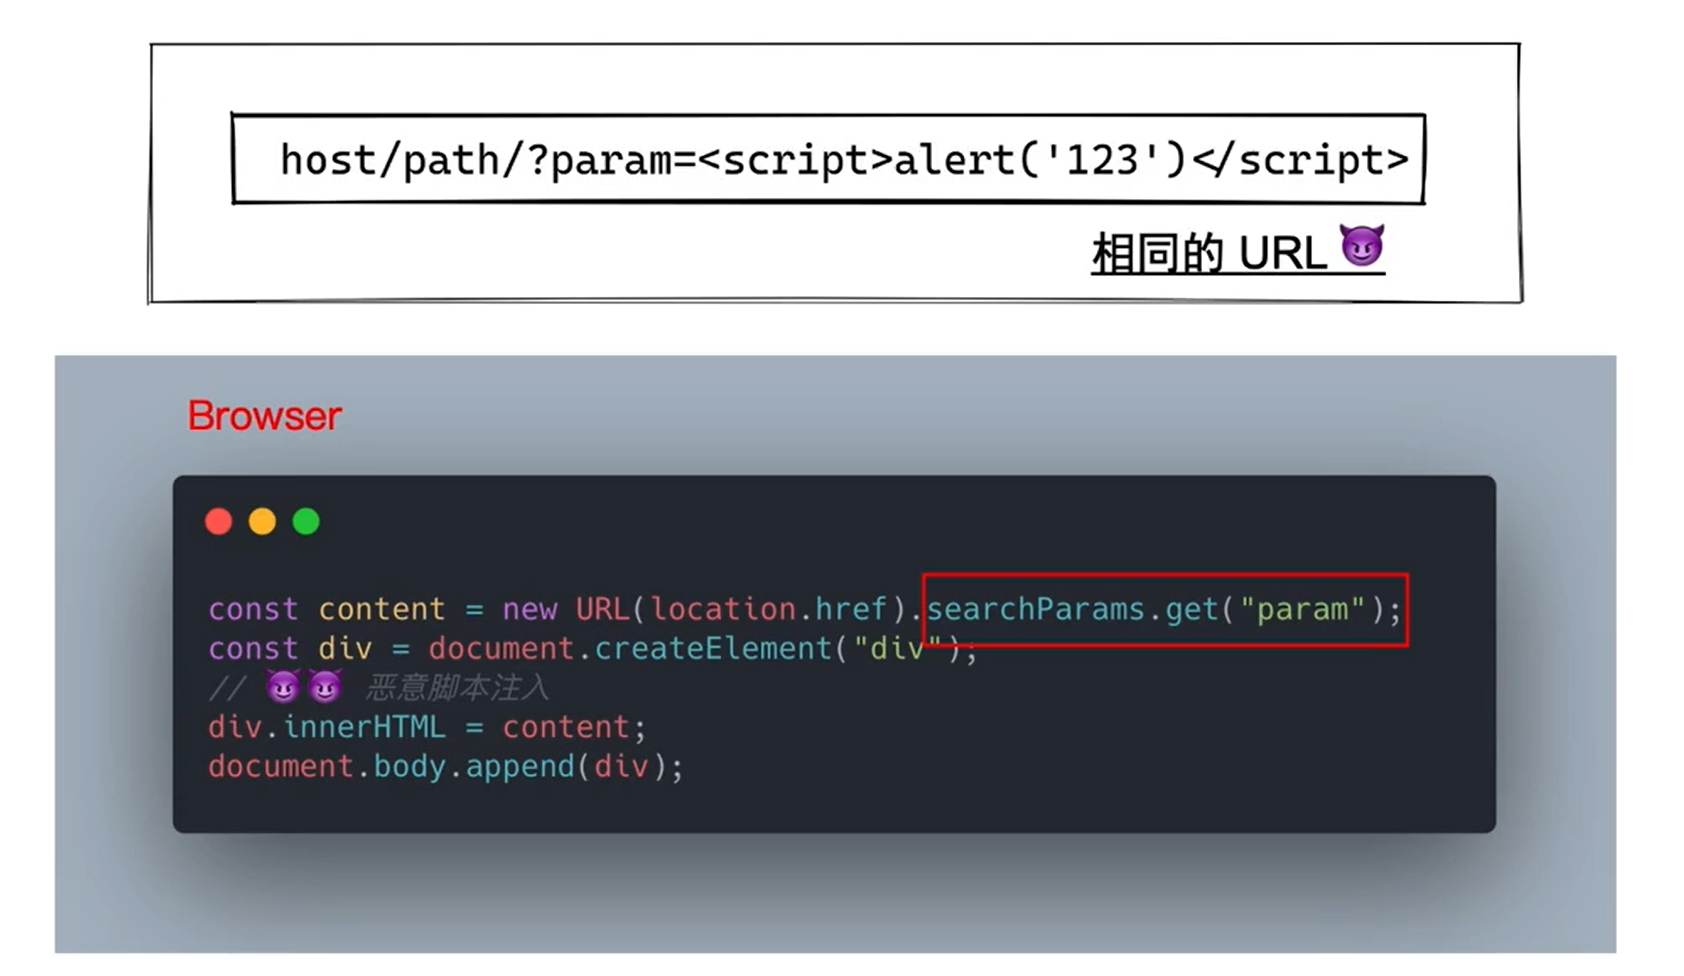 host/path/?param=<script>alert('123')</script>
相同的 URL😈
Browser
const content = new URL(location.href).searchParams.get("param");
const div = document.createElement("div");
// 😈😈 恶意脚本注入
div.innerHTML = content;
document.body.append(div);